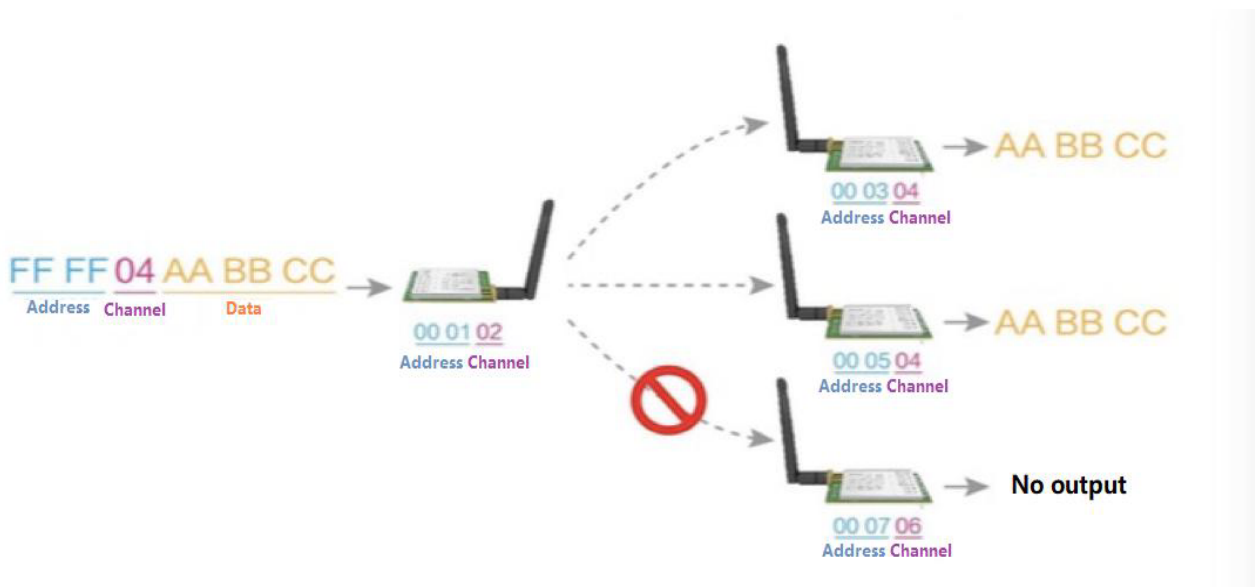 FF FF 04 AA BB CC
Address Channel Data
00 01 02
Address Channel
00 03 04
Address Channel
AA BB CC
00 05 04
Address Channel
AA BB CC
00 07 06
Address Channel
No output